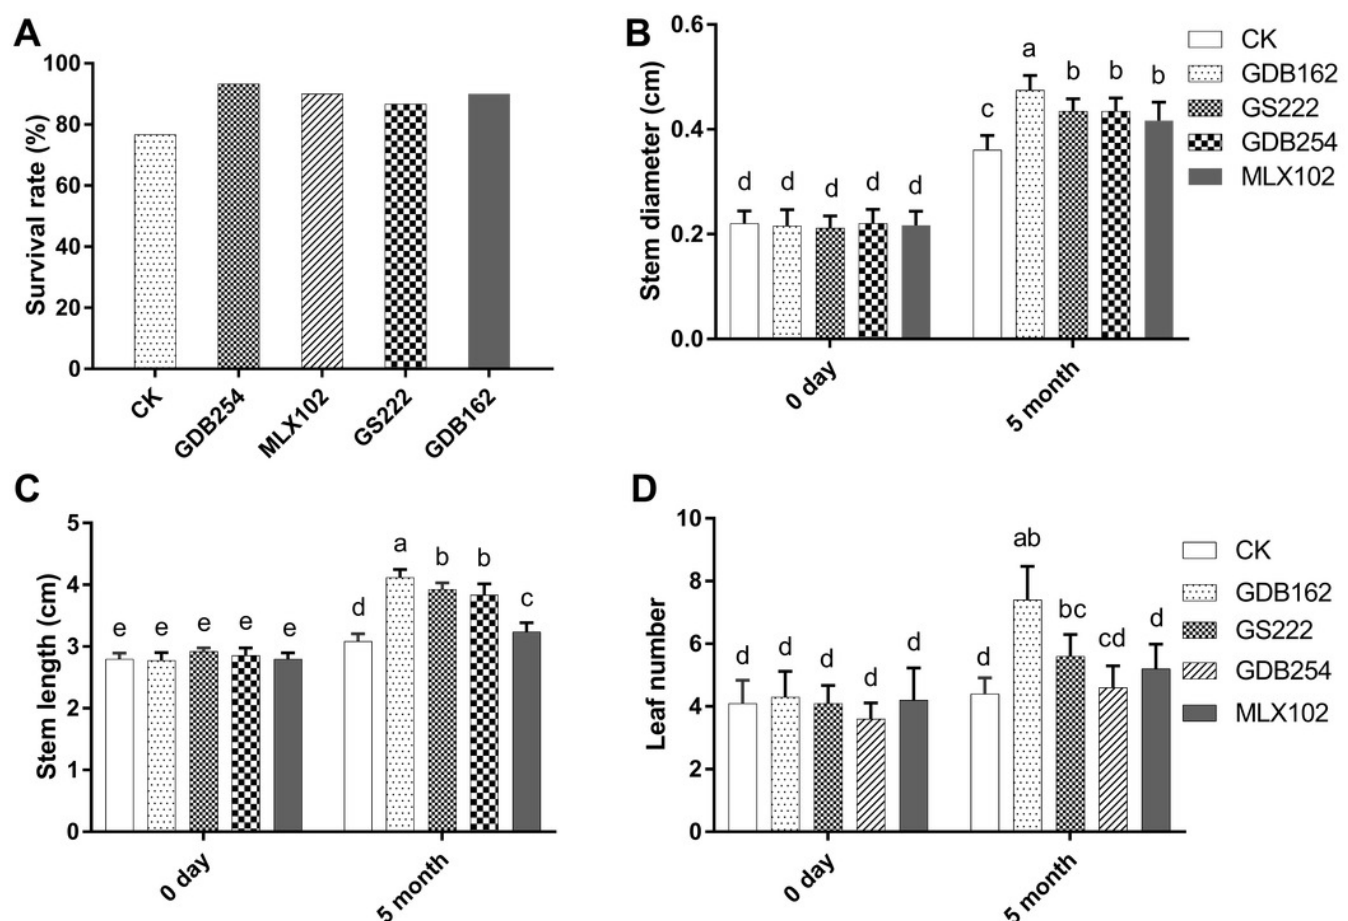 A
Survival rate (%)
100
80
60
40
20
0
CK
GDB254
MLX102
GS222
GDB162
B
Stem diameter (cm)
0.6
0.4
0.2
0.0
d d d d d
c a b b b
0 day
5 month
CK
GDB162
GS222
GDB254
MLX102
C
Stem length (cm)
5
4
3
2
1
0
e e e e e
d a b b c
0 day
5 month
D
Leaf number
10
8
6
4
2
0
d d d d d
d ab bc cd d
0 day
5 month
CK
GDB162
GS222
GDB254
MLX102